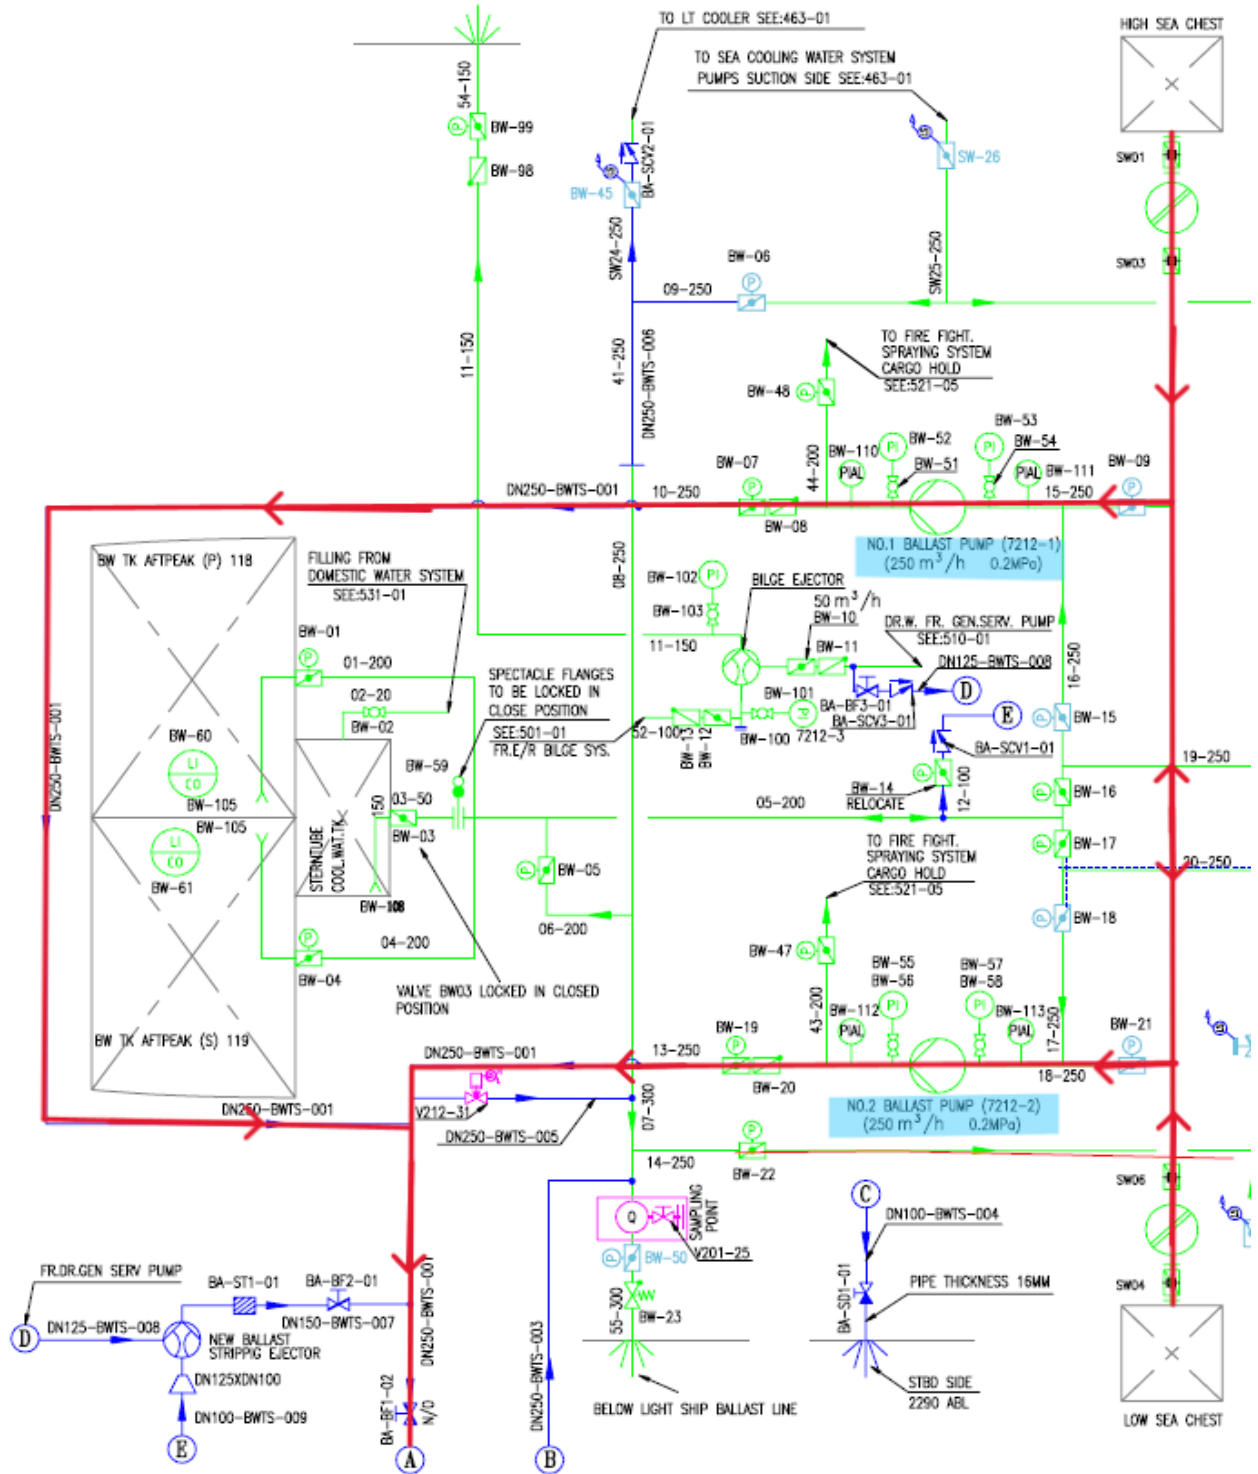 TO LT COOLER SEE:463-01
HIGH SEA CHEST
TO SEA COOLING WATER SYSTEM
PUMPS SUCTION SIDE SEE:463-01
54-150
BW-99
P
BW-98
BW-45
BA-SCV2-01
SW-26
SW01
SW03
SW24-250
SW25-250
BW-06
P
09-250
11-150
41-250
DN250-BWTS-006
TO FIRE FIGHT.
SPRAYING SYSTEM
CARGO HOLD
SEE:521-05
BW-48
P
44-200
BW-110
PIAL
BW-52
PI
BW-51
BW-53
PI
BW-54
BW-111
PIAL
BW-09
P
BW-07
P
BW-08
DN250-BWTS-001
10-250
15-250
NO.1 BALLAST PUMP (7212-1)
(250 m³/h 0.2MPa)
BW TK AFTPEAK (P) 118
FILLING FROM
DOMESTIC WATER SYSTEM
SEE:531-01
08-250
BW-102
PI
BW-103
BILGE EJECTOR
50 m³/h
BW-10
BW-11
DR.W. FR. GEN.SERV. PUMP
SEE:510-01
DN125-BWTS-008
D
11-150
16-250
BW-01
P
01-200
02-20
BW-02
SPECTACLE FLANGES
TO BE LOCKED IN
CLOSE POSITION
SEE:501-01
FR.E/R BILGE SYS.
52-100
BW-13
BW-12
BW-101
PI
BW-100
7212-3
BA-BF3-01
BA-SCV3-01
E
BA-SCV1-01
P
BW-15
DN250-BWTS-001
BW-60
LI
CO
BW-105
BW-105
LI
CO
BW-61
BW-59
03-50
150
BW-03
STERNTUBE
COOL.WAT.TK.
BW-108
BW-14
RELOCATE
P
12-100
05-200
P
BW-16
19-250
P
BW-17
20-250
P
BW-18
BW-05
P
06-200
04-200
P
BW-04
TO FIRE FIGHT.
SPRAYING SYSTEM
CARGO HOLD
SEE:521-05
BW-47
P
43-200
VALVE BW03 LOCKED IN CLOSED
POSITION
BW TK AFTPEAK (S) 119
BW-112
PIAL
BW-55
BW-56
PI
BW-57
BW-58
PI
BW-113
PIAL
17-250
BW-21
P
DN250-BWTS-001
13-250
BW-19
P
BW-20
18-250
V212-31
DN250-BWTS-001
DN250-BWTS-005
07-300
NO.2 BALLAST PUMP (7212-2)
(250 m³/h 0.2MPa)
14-250
P
BW-22
SW06
SW04
Q
SAMPLING
POINT
V201-25
P
BW-50
BW-23
55-300
C
DN100-BWTS-004
BA-SD1-01
PIPE THICKNESS 16MM
STBD SIDE
2290 ABL
LOW SEA CHEST
FR.DR.GEN SERV PUMP
D
DN125-BWTS-008
BA-ST1-01
BA-BF2-01
DN150-BWTS-007
NEW BALLAST
STRIPPIG EJECTOR
DN125XDN100
DN100-BWTS-009
E
DN250-BWTS-001
BA-BF1-02
N/O
A
DN250-BWTS-003
B
BELOW LIGHT SHIP BALLAST LINE